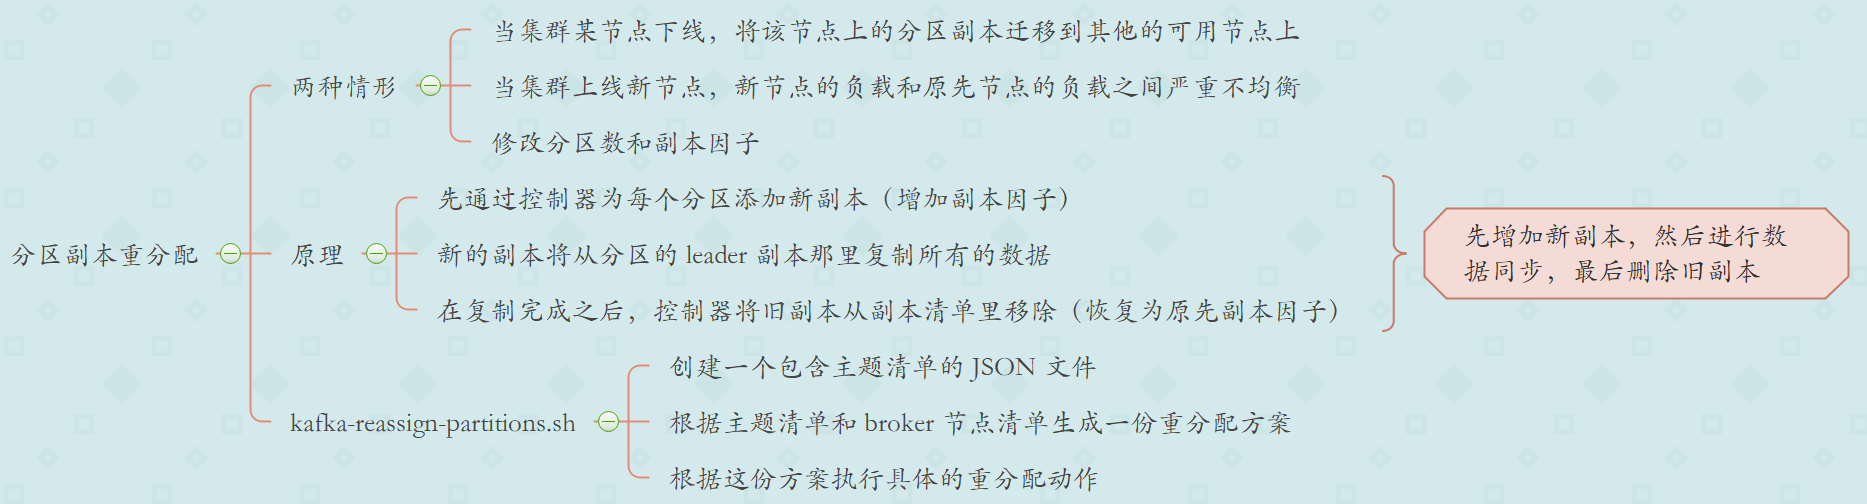 分区副本重分配
两种情形
当集群某节点下线，将该节点上的分区副本迁移到其他的可用节点上
当集群上线新节点，新节点的负载和原先节点的负载之间严重不均衡
修改分区数和副本因子
原理
先通过控制器为每个分区添加新副本（增加副本因子）
新的副本将从分区的 leader 副本那里复制所有的数据
在复制完成之后，控制器将旧副本从副本清单里移除（恢复为原先副本因子）
先增加新副本，然后进行数
据同步，最后删除旧副本
kafka-reassign-partitions.sh
创建一个包含主题清单的 JSON 文件
根据主题清单和 broker 节点清单生成一份重分配方案
根据这份方案执行具体的重分配动作